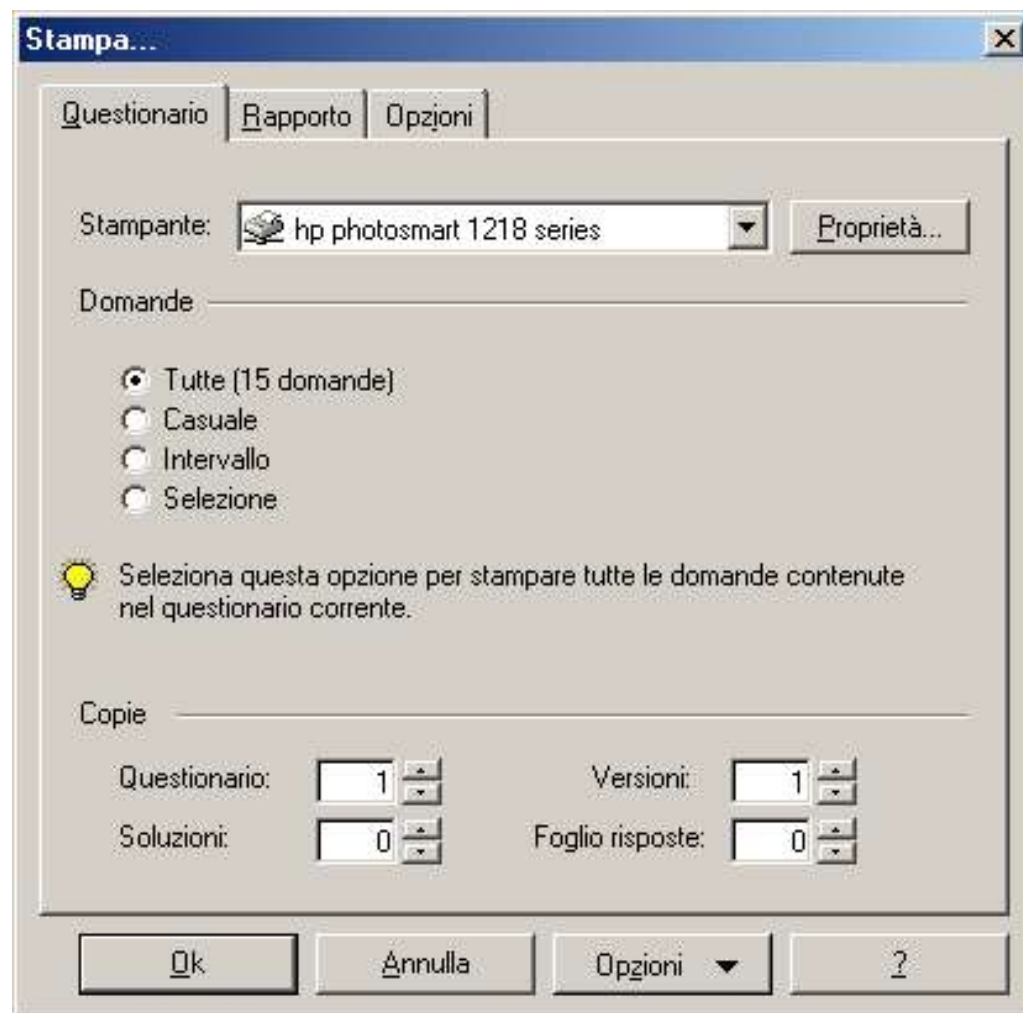 Stampa...
Questionario Rapporto Opzioni
Stampante: hp photosmart 1218 series Proprietà...
Domande
Tutte (15 domande)
Casuale
Intervallo
Selezione
Seleziona questa opzione per stampare tutte le domande contenute
nel questionario corrente.
Copie
Questionario: 1 Versioni: 1
Soluzioni: 0 Foglio risposte: 0
Ok Annulla Opzioni ?